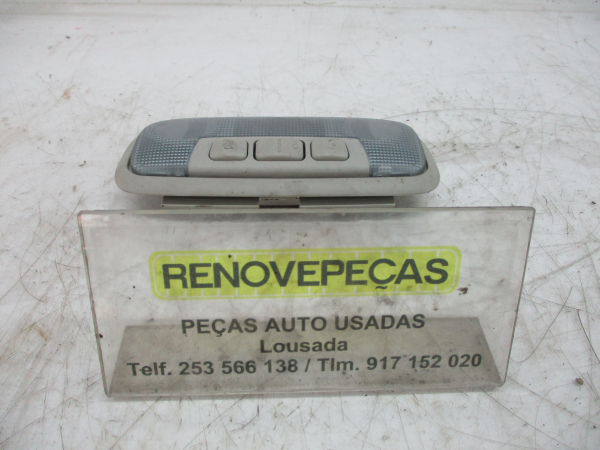 RENOVEPEÇAS
PEÇAS AUTO USADAS
Lousada
Telf. 253 566 138 / Tlm. 917 152 020